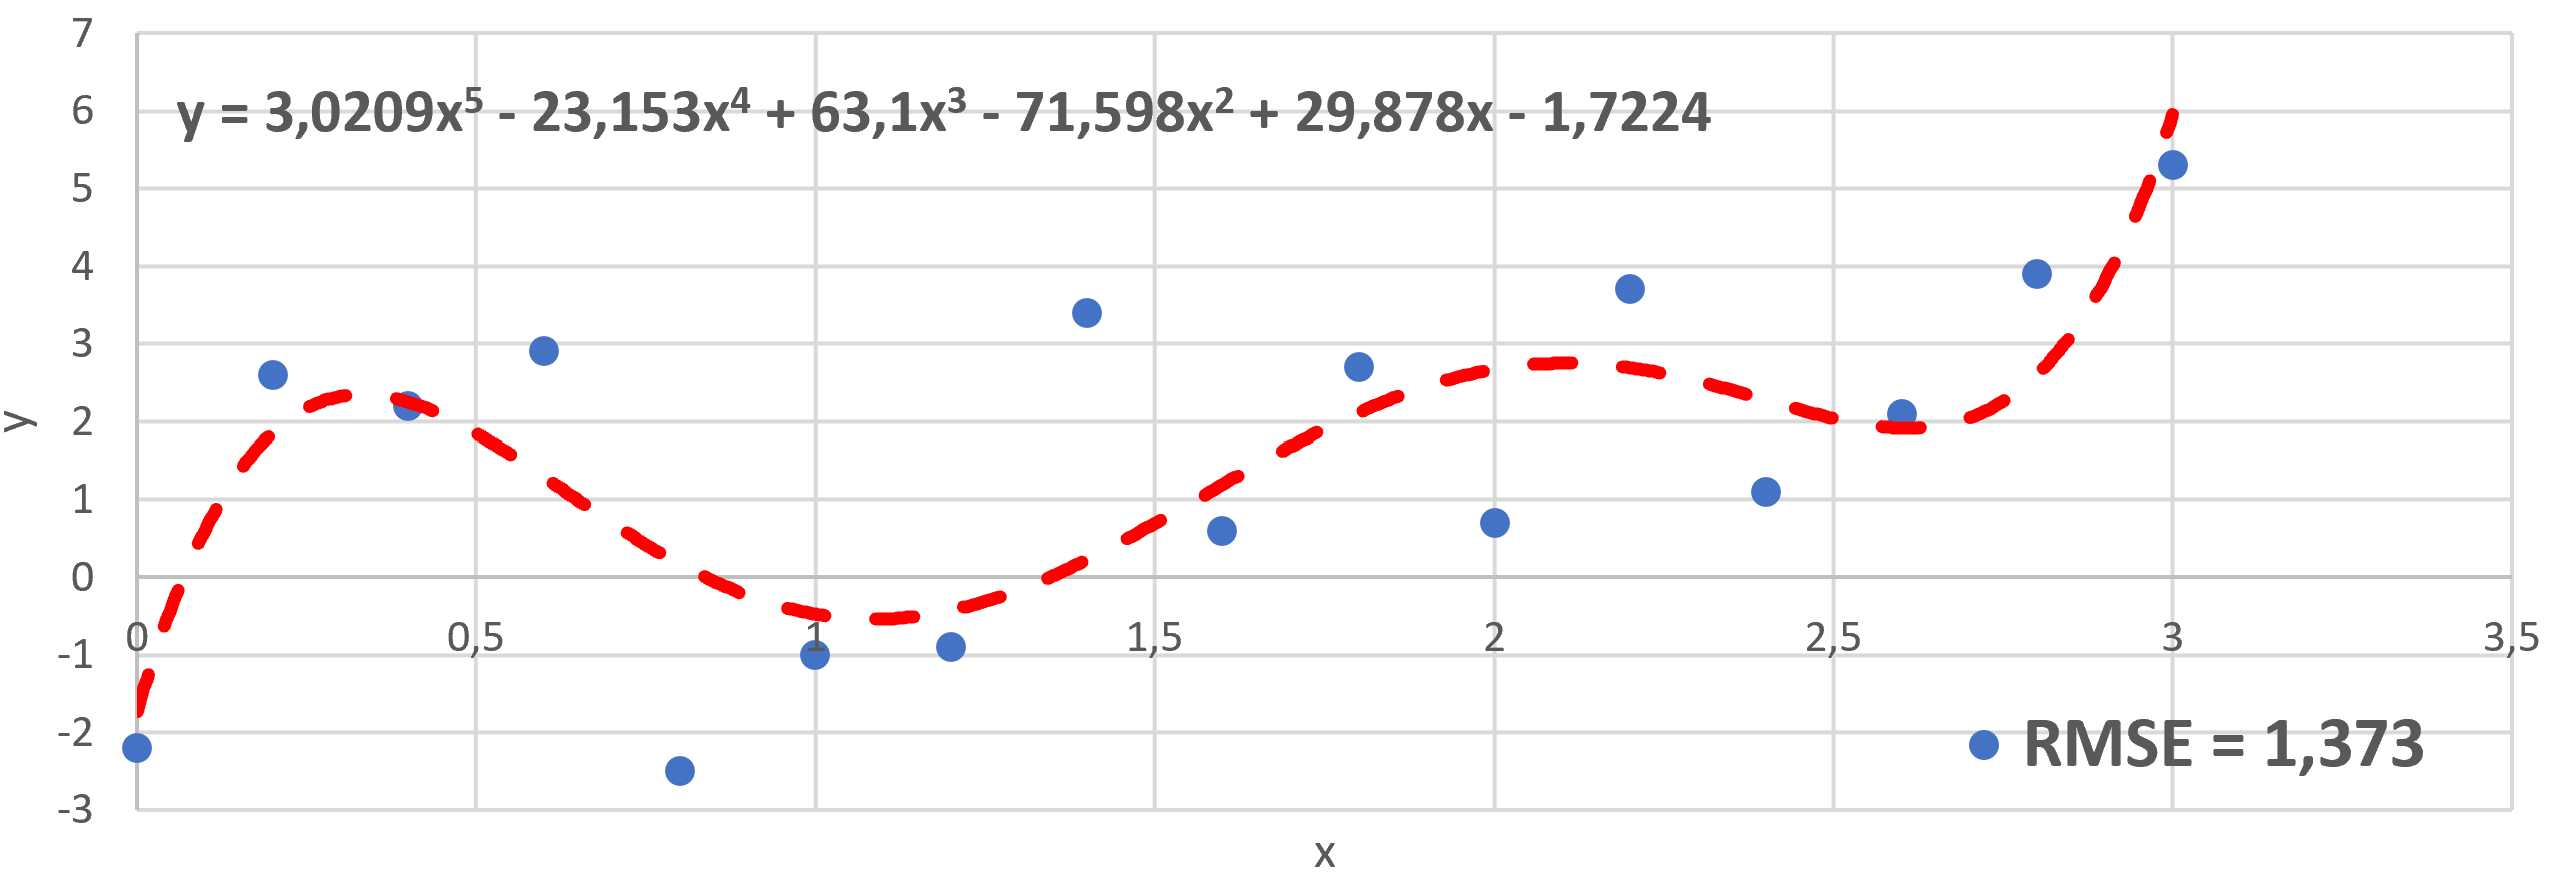 7
y = 3,0209x⁵ - 23,153x⁴ + 63,1x³ - 71,598x² + 29,878x - 1,7224
6
5
4
3
2
y
1
0
0 0,5 1 1,5 2 2,5 3 3,5
-1
-2
RMSE = 1,373
-3
x